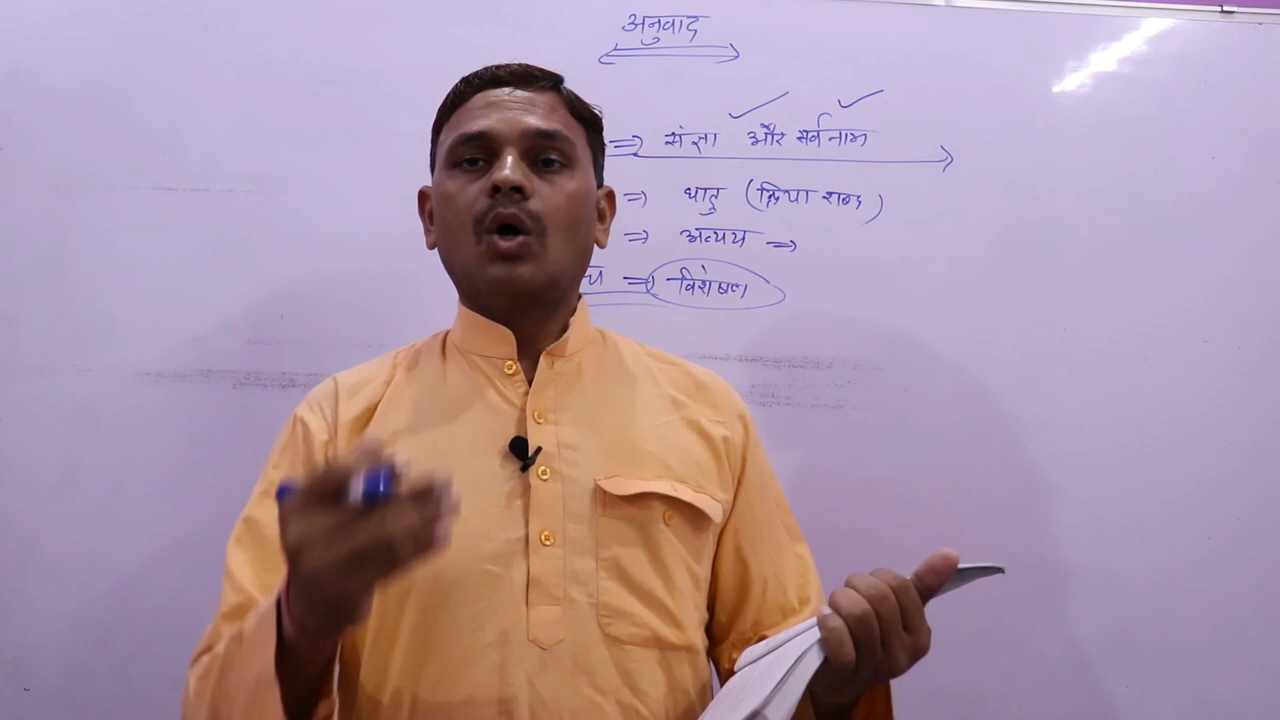 अनुवाद
⇒ संज्ञा और सर्वनाम
⇒ धातु (क्रिया शब्द)
⇒ अव्यय ⇒
च ⇒ विशेषण